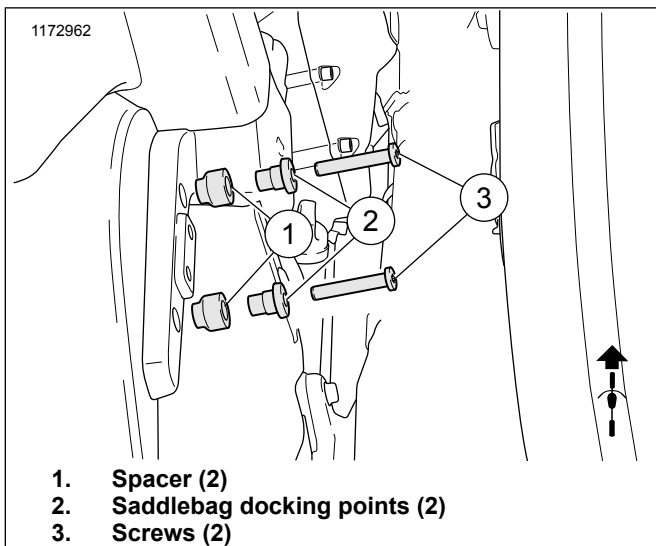 1172962
1
2
3
1. Spacer (2)
2. Saddlebag docking points (2)
3. Screws (2)